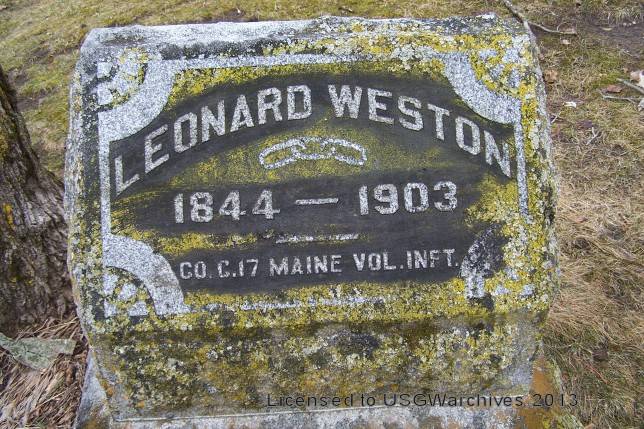 LEONARD WESTON
1844 — 1903
CO. C. 17 MAINE VOL. INFT.
Licensed to USGWarchives 2013